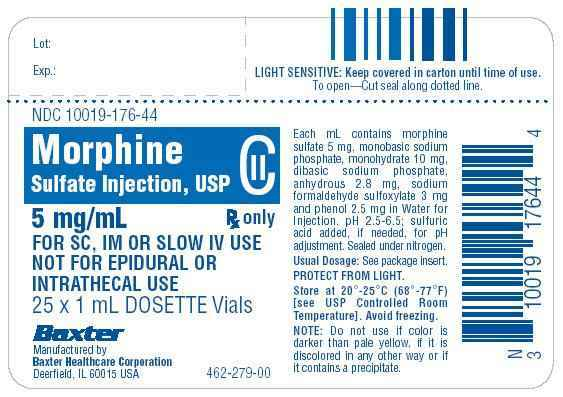 Lot:
Exp.:
LIGHT SENSITIVE: Keep covered in carton until time of use.
To open—Cut seal along dotted line.
NDC 10019-176-44
Morphine
Sulfate Injection, USP
CII
5 mg/mL
Rx only
FOR SC, IM OR SLOW IV USE
NOT FOR EPIDURAL OR
INTRATHECAL USE
25 x 1 mL DOSETTE Vials
Baxter
Manufactured by
Baxter Healthcare Corporation
Deerfield, IL 60015 USA
462-279-00
Each mL contains morphine
sulfate 5 mg, monobasic sodium
phosphate, monohydrate 10 mg,
dibasic sodium phosphate,
anhydrous 2.8 mg, sodium
formaldehyde sulfoxylate 3 mg
and phenol 2.5 mg in Water for
Injection, pH 2.5-6.5; sulfuric
acid added, if needed, for pH
adjustment. Sealed under nitrogen.
Usual Dosage: See package insert.
PROTECT FROM LIGHT.
Store at 20°-25°C (68°-77°F)
[see USP Controlled Room
Temperature]. Avoid freezing.
NOTE: Do not use if color is
darker than pale yellow, if it is
discolored in any other way or if
it contains a precipitate.
N
3 10019 17644 4